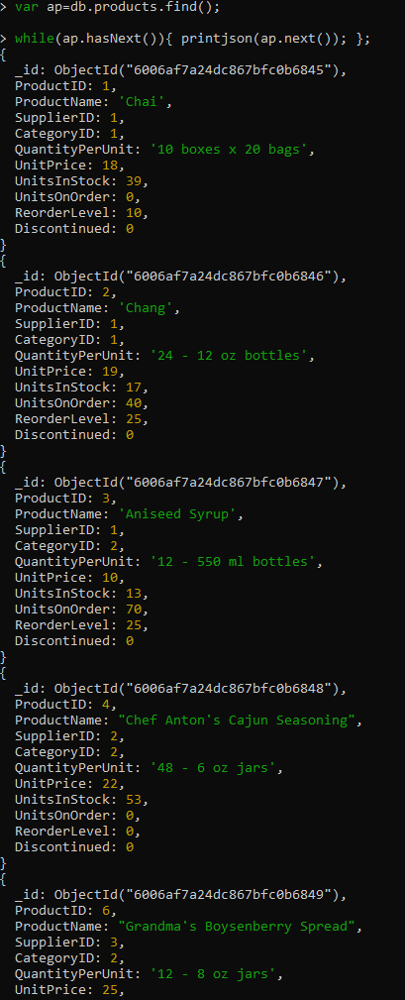 > var ap=db.products.find();
> while(ap.hasNext()){ printjson(ap.next()); };
{
_id: ObjectId("6006af7a24dc867bfc0b6845"),
ProductID: 1,
ProductName: 'Chai',
SupplierID: 1,
CategoryID: 1,
QuantityPerUnit: '10 boxes x 20 bags',
UnitPrice: 18,
UnitsInStock: 39,
UnitsOnOrder: 0,
ReorderLevel: 10,
Discontinued: 0
}
{
_id: ObjectId("6006af7a24dc867bfc0b6846"),
ProductID: 2,
ProductName: 'Chang',
SupplierID: 1,
CategoryID: 1,
QuantityPerUnit: '24 - 12 oz bottles',
UnitPrice: 19,
UnitsInStock: 17,
UnitsOnOrder: 40,
ReorderLevel: 25,
Discontinued: 0
}
{
_id: ObjectId("6006af7a24dc867bfc0b6847"),
ProductID: 3,
ProductName: 'Aniseed Syrup',
SupplierID: 1,
CategoryID: 2,
QuantityPerUnit: '12 - 550 ml bottles',
UnitPrice: 10,
UnitsInStock: 13,
UnitsOnOrder: 70,
ReorderLevel: 25,
Discontinued: 0
}
{
_id: ObjectId("6006af7a24dc867bfc0b6848"),
ProductID: 4,
ProductName: "Chef Anton's Cajun Seasoning",
SupplierID: 2,
CategoryID: 2,
QuantityPerUnit: '48 - 6 oz jars',
UnitPrice: 22,
UnitsInStock: 53,
UnitsOnOrder: 0,
ReorderLevel: 0,
Discontinued: 0
}
{
_id: ObjectId("6006af7a24dc867bfc0b6849"),
ProductID: 6,
ProductName: "Grandma's Boysenberry Spread",
SupplierID: 3,
CategoryID: 2,
QuantityPerUnit: '12 - 8 oz jars',
UnitPrice: 25,